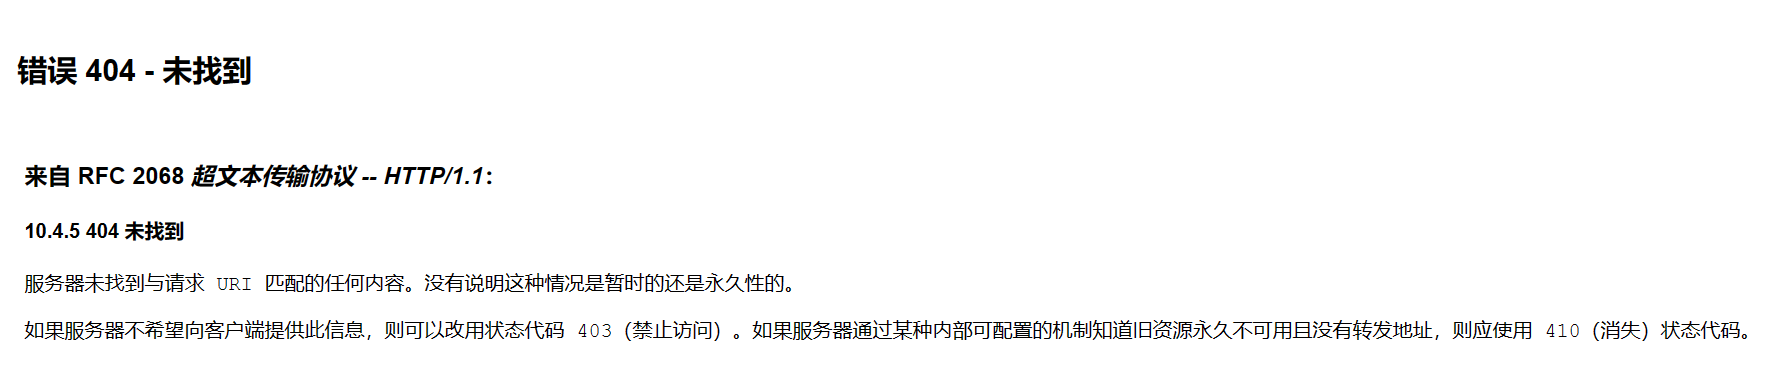 错误 404 - 未找到
来自 RFC 2068 超文本传输协议 -- HTTP/1.1：
10.4.5 404 未找到
服务器未找到与请求 URI 匹配的任何内容。没有说明这种情况是暂时的还是永久性的。
如果服务器不希望向客户端提供此信息，则可以改用状态代码 403（禁止访问）。如果服务器通过某种内部可配置的机制知道旧资源永久不可用且没有转发地址，则应使用 410（消失）状态代码。